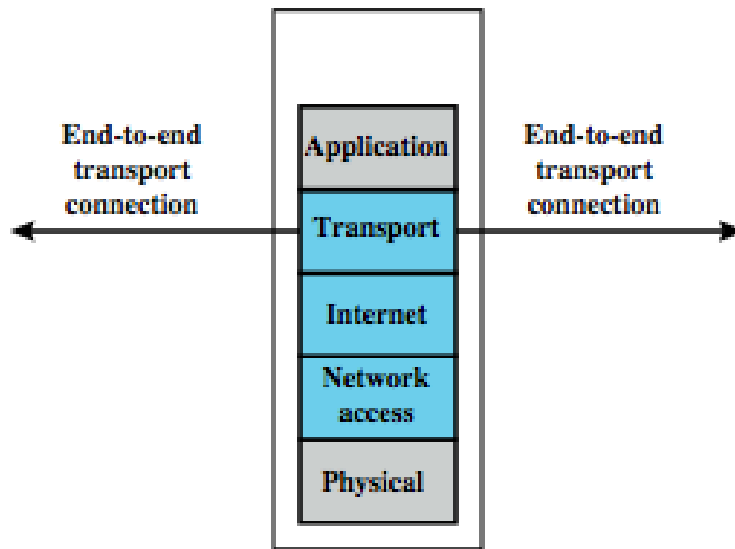 End-to-end
transport
connection
Application
Transport
Internet
Network
access
Physical
End-to-end
transport
connection